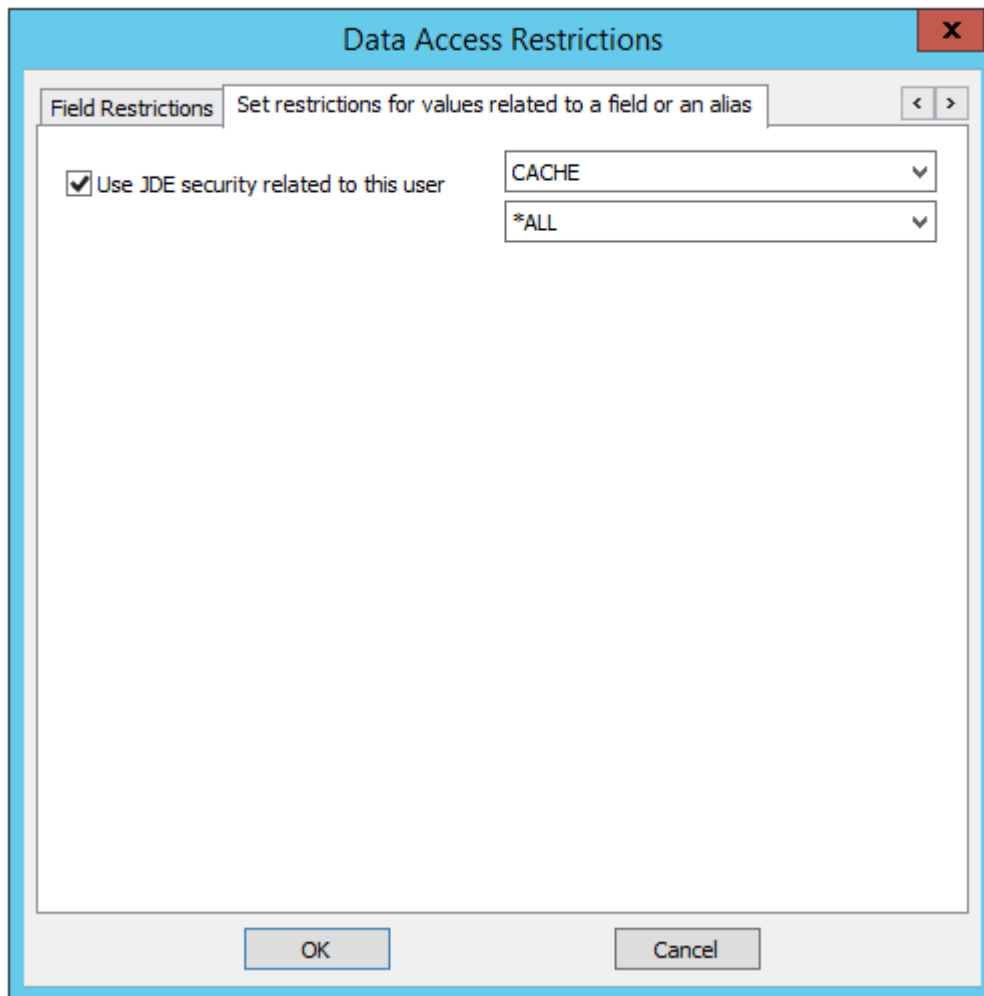 Data Access Restrictions
x
Field Restrictions
Set restrictions for values related to a field or an alias
< >
Use JDE security related to this user
CACHE
*ALL
OK
Cancel